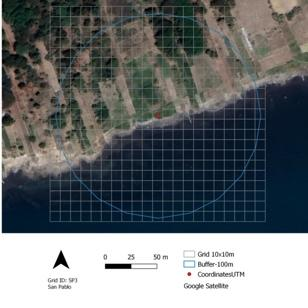 0
25
50 m
Grid ID: SP3
San Pablo
Grid 10x10m
Buffer-100m
CoordinatesUTM
Google Satellite